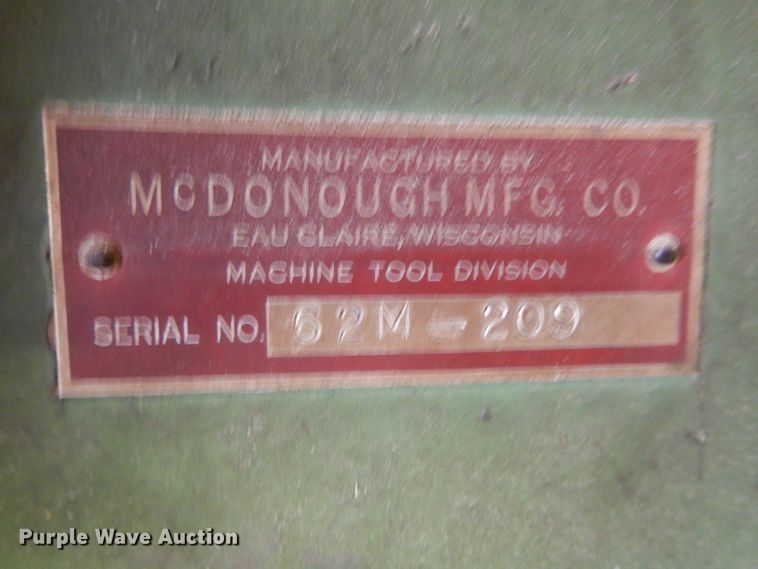 MANUFACTURED BY
McDONOUGH MFG. CO.
EAU CLAIRE, WISCONSIN
MACHINE TOOL DIVISION
SERIAL NO. 62M-209
Purple Wave Auction